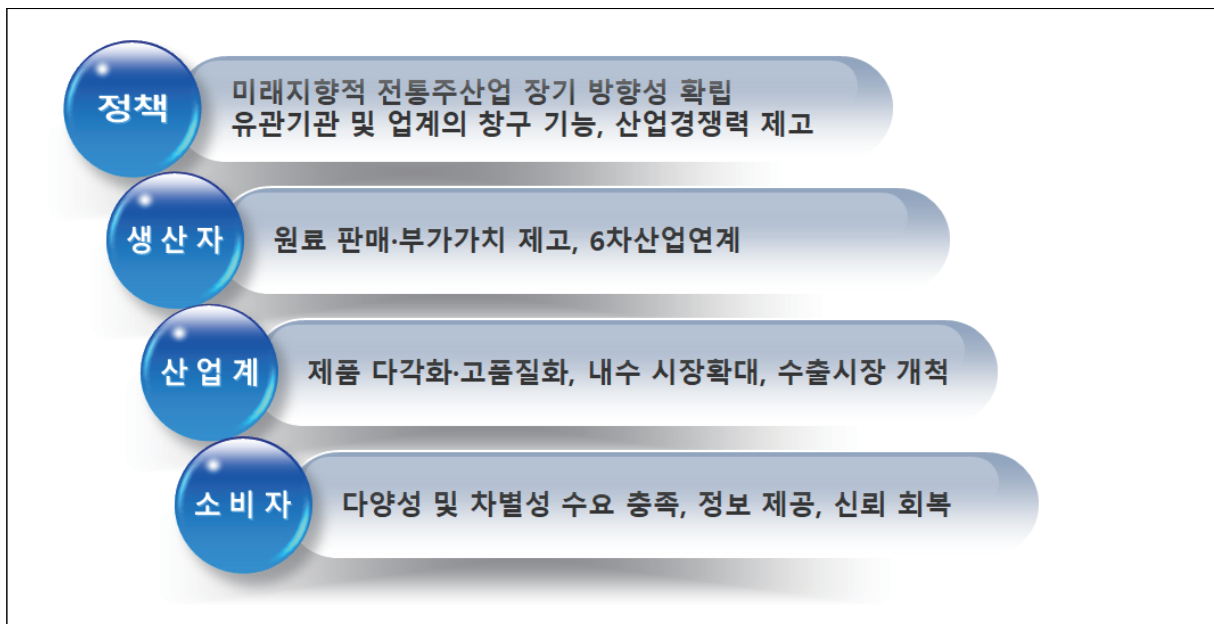 정책
미래지향적 전통주산업 장기 방향성 확립
유관기관 및 업계의 창구 기능, 산업경쟁력 제고
생 산 자
원료 판매·부가가치 제고, 6차산업연계
산 업 계
제품 다각화·고품질화, 내수 시장확대, 수출시장 개척
소 비 자
다양성 및 차별성 수요 충족, 정보 제공, 신뢰 회복